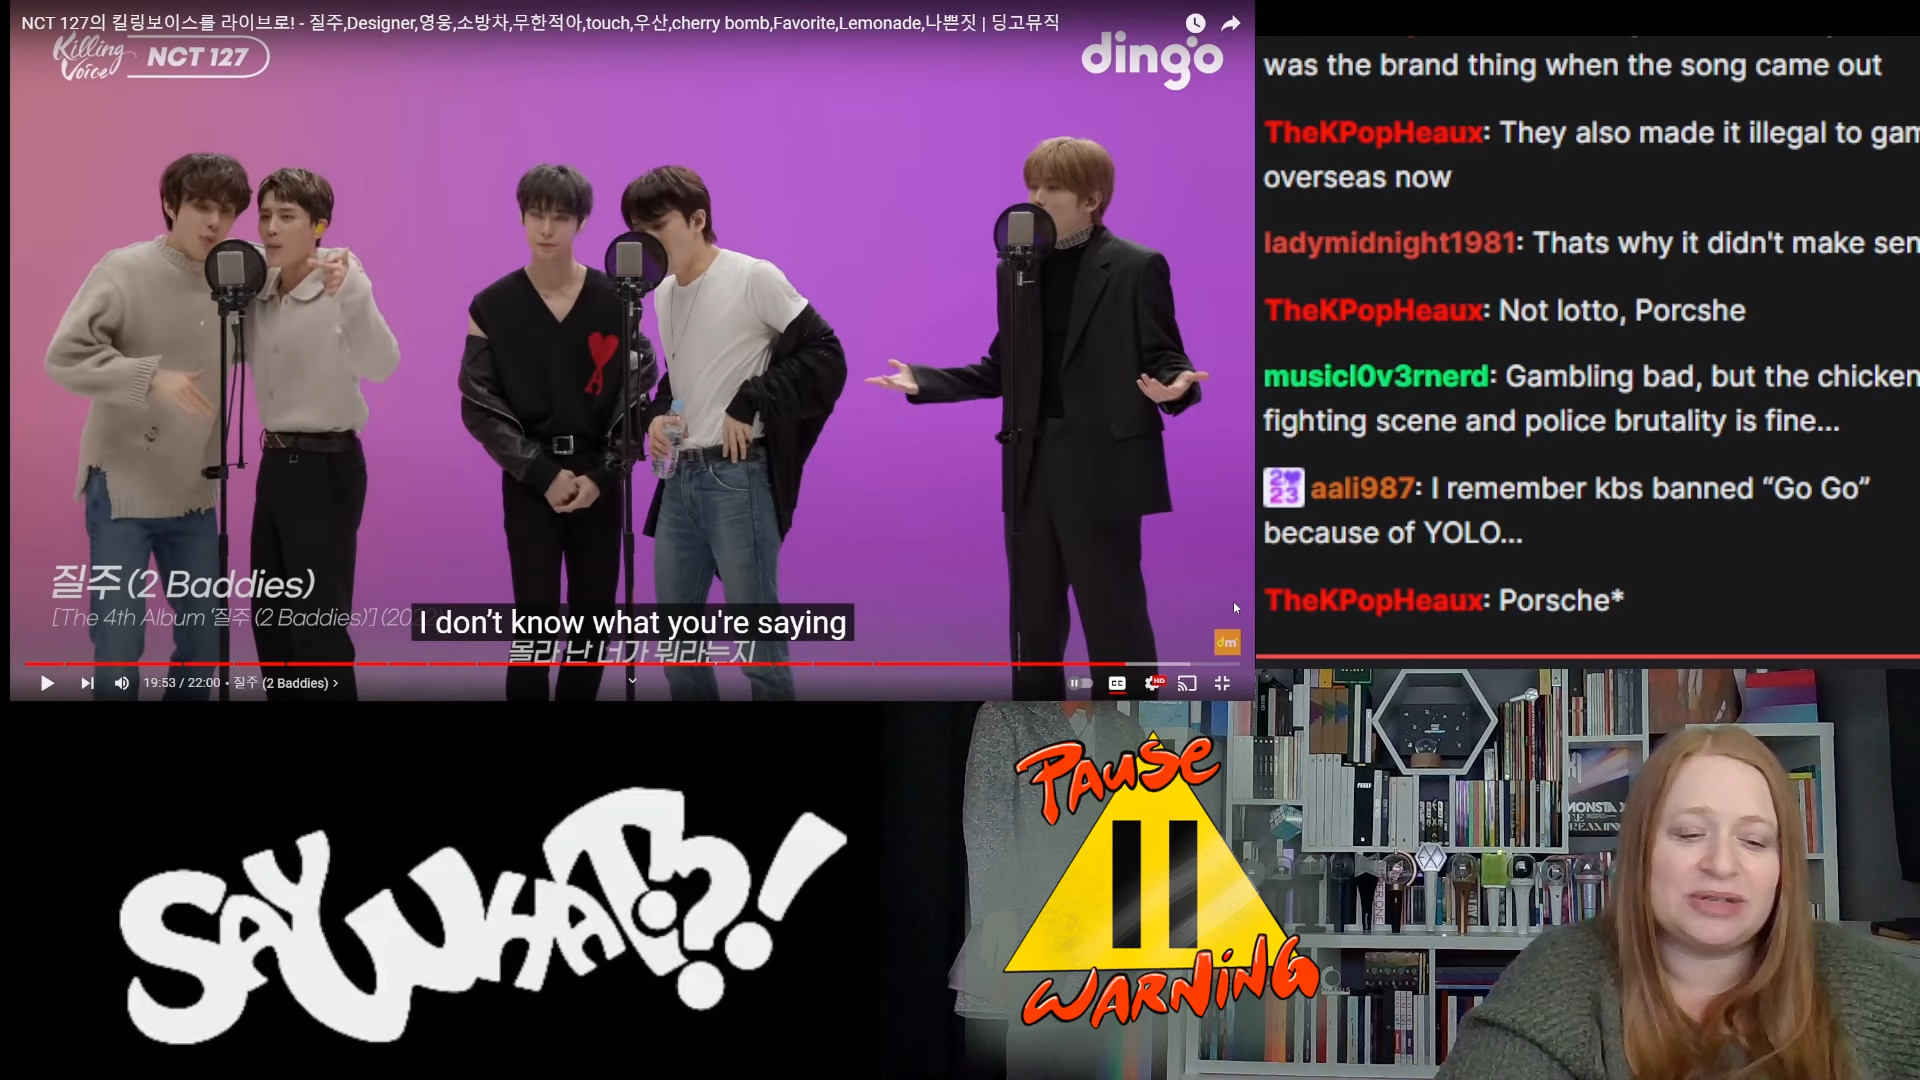 NCT 127의 킬링보이스를 라이브로! - 질주,Designer,영웅,소방차,무한적아,touch,우산,cherry bomb,Favorite,Lemonade,나쁜짓 | 딩고뮤직
Killing Voice
NCT 127
dingo
질주 (2 Baddies)
[The 4th Album '질주 (2 Baddies)'] (20
I don't know what you're saying
몰라 난 너가 뭐라는지
dm
19:53 / 22:00 • 질주 (2 Baddies) >
CC
HD
was the brand thing when the song came out
TheKPopHeaux: They also made it illegal to gam
overseas now
ladymidnight1981: Thats why it didn't make sen
TheKPopHeaux: Not lotto, Porcshe
musicl0v3rnerd: Gambling bad, but the chicken
fighting scene and police brutality is fine...
2023 aali987: I remember kbs banned “Go Go”
because of YOLO...
TheKPopHeaux: Porsche*
SAY WHAT?!
PAUSE
WARNING
MONSTA X